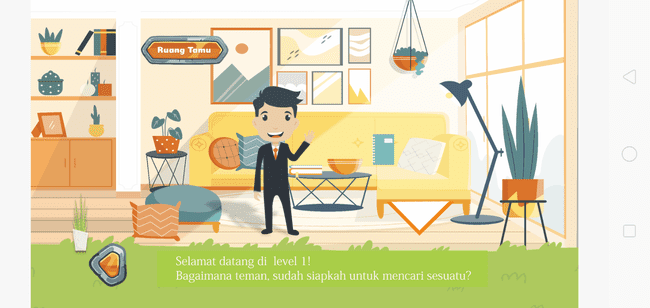 Ruang Tamu
Selamat datang di level 1!
Bagaimana teman, sudah siapkah untuk mencari sesuatu?